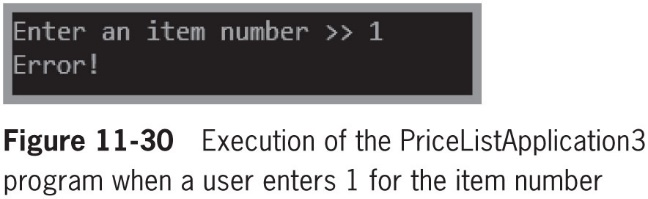 Enter an item number >> 1
Error!
Figure 11-30 Execution of the PriceListApplication3
program when a user enters 1 for the item number